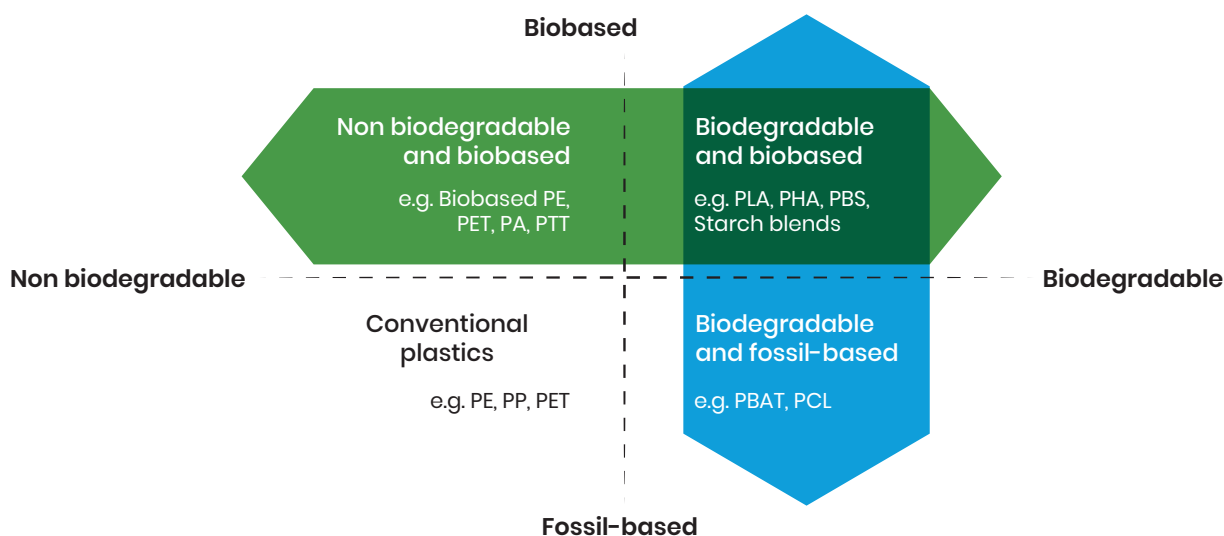 Biobased
Non biodegradable
and biobased
e.g. Biobased PE,
PET, PA, PTT
Biodegradable
and biobased
e.g. PLA, PHA, PBS,
Starch blends
Non biodegradable
Biodegradable
Conventional
plastics
e.g. PE, PP, PET
Biodegradable
and fossil-based
e.g. PBAT, PCL
Fossil-based